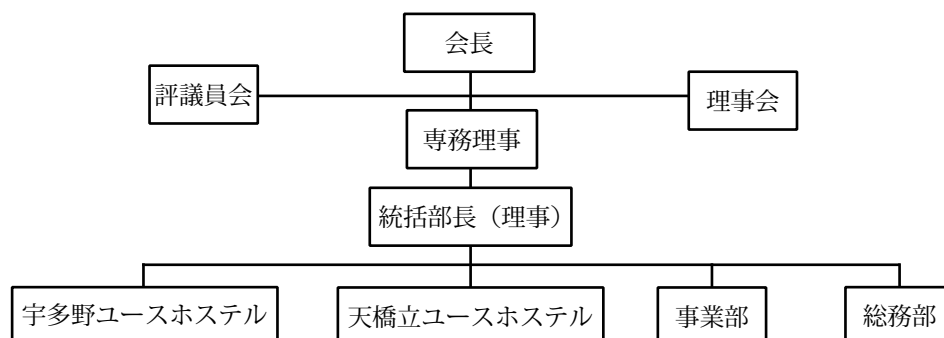 会長
評議員会
理事会
専務理事
統括部長（理事）
宇多野ユースホステル
天橋立ユースホステル
事業部
総務部